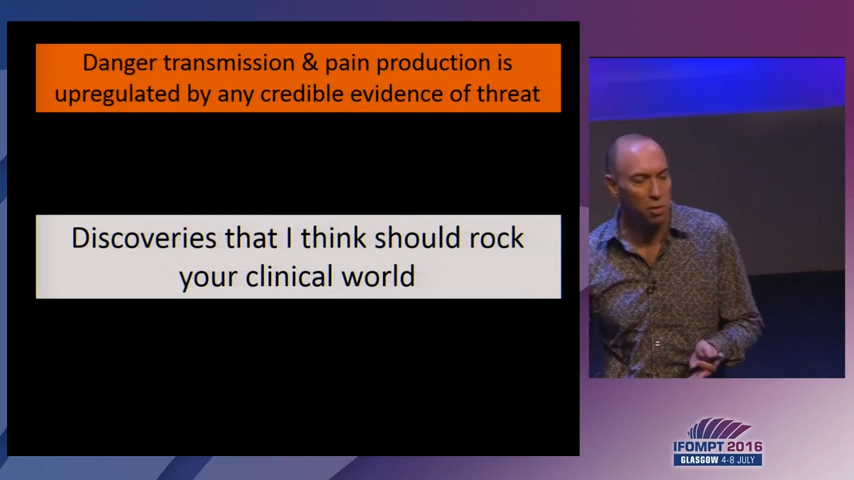 Danger transmission & pain production is
upregulated by any credible evidence of threat
Discoveries that I think should rock
your clinical world
IFOMPT 2016
GLASGOW 4-8 JULY